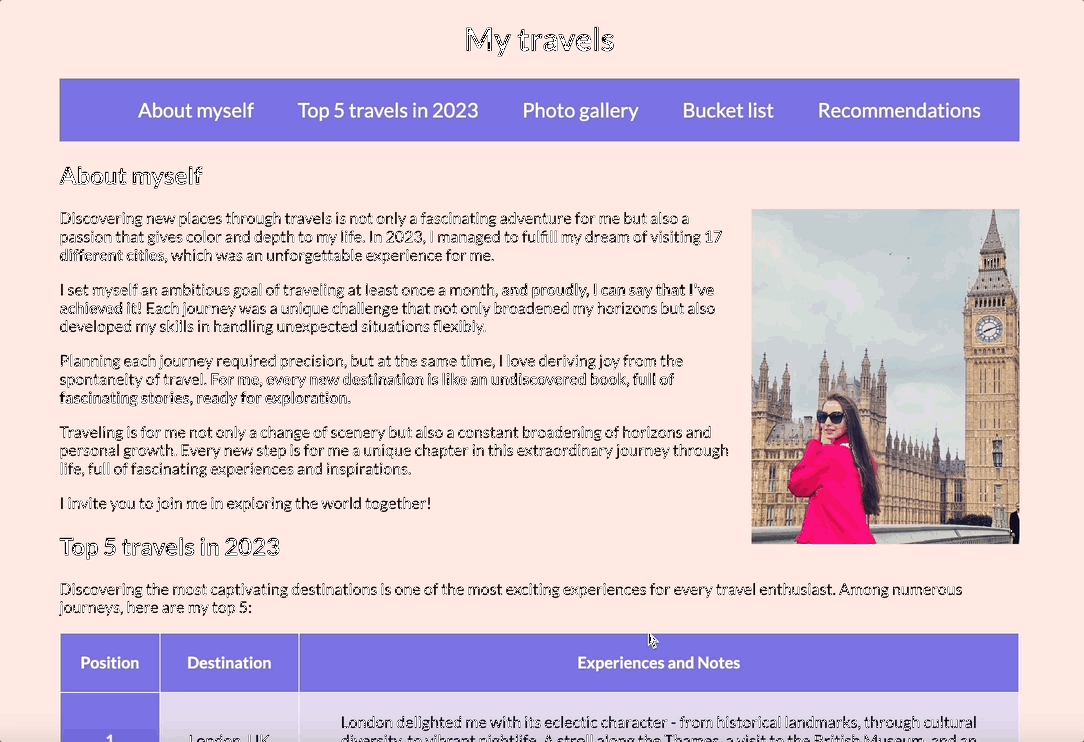 My travels
About myself Top 5 travels in 2023 Photo gallery Bucket list Recommendations
About myself
Discovering new places through travels is not only a fascinating adventure for me but also a
passion that gives color and depth to my life. In 2023, I managed to fulfill my dream of visiting 17
different cities, which was an unforgettable experience for me.
I set myself an ambitious goal of traveling at least once a month, and proudly, I can say that I've
achieved it! Each journey was a unique challenge that not only broadened my horizons but also
developed my skills in handling unexpected situations flexibly.
Planning each journey required precision, but at the same time, I love deriving joy from the
spontaneity of travel. For me, every new destination is like an undiscovered book, full of
fascinating stories, ready for exploration.
Traveling is for me not only a change of scenery but also a constant broadening of horizons and
personal growth. Every new step is for me a unique chapter in this extraordinary journey through
life, full of fascinating experiences and inspirations.
I invite you to join me in exploring the world together!
Top 5 travels in 2023
Discovering the most captivating destinations is one of the most exciting experiences for every travel enthusiast. Among numerous
journeys, here are my top 5:
Position Destination Experiences and Notes
London delighted me with its eclectic character - from historical landmarks, through cultural
1 London, UK diversity, to vibrant nightlife. A stroll along the Thames, a visit to the British Museum, and an